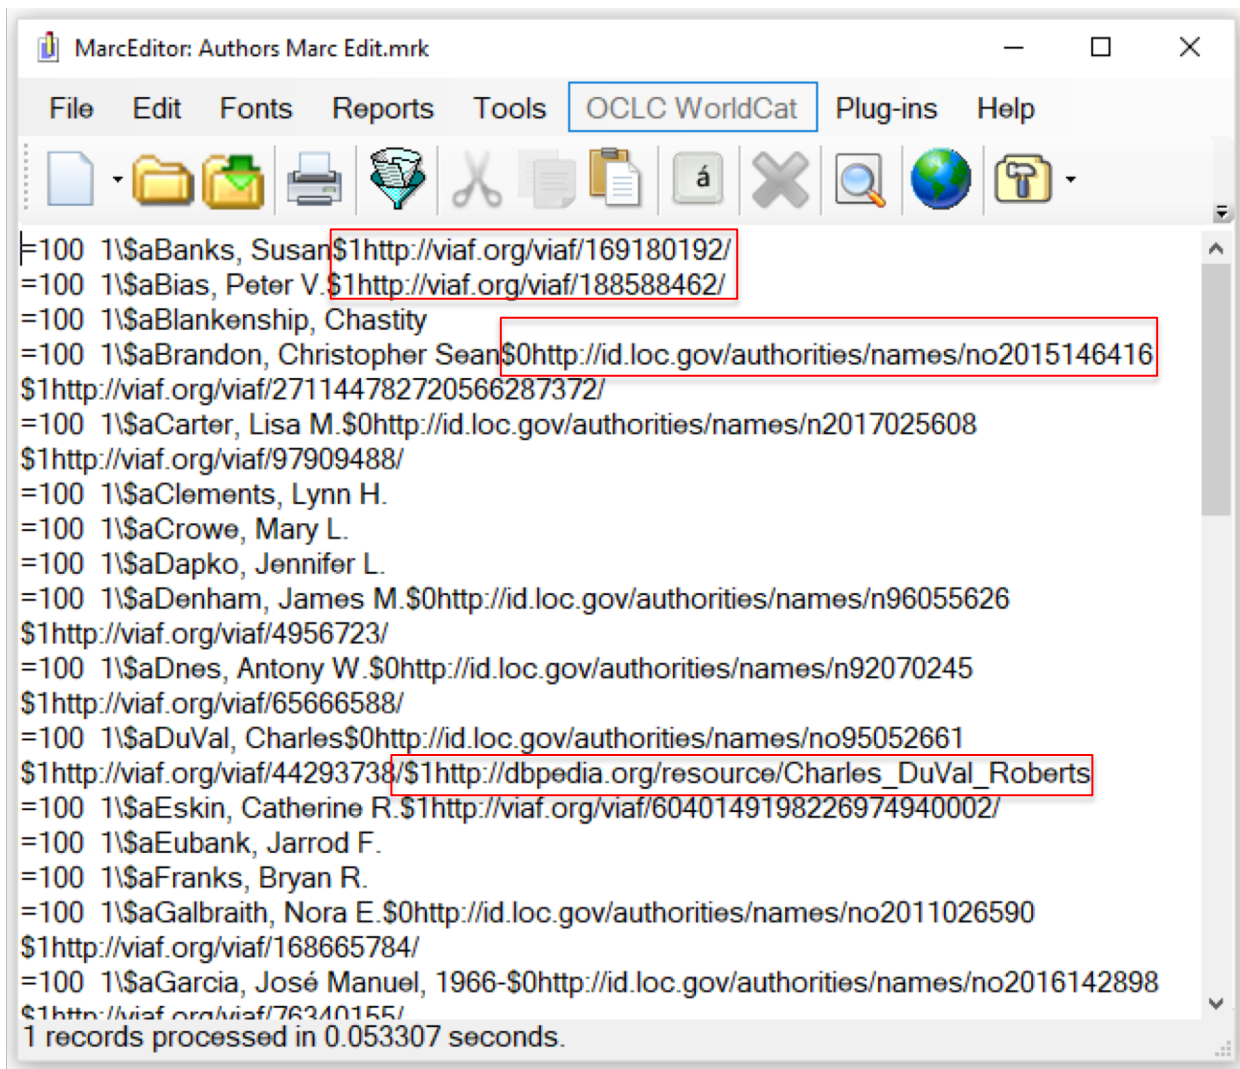 MarcEditor: Authors Marc Edit.mrk
File Edit Fonts Reports Tools OCLC WorldCat Plug-ins Help
á
=100  1\$aBanks, Susan$1http://viaf.org/viaf/169180192/
=100  1\$aBias, Peter V.$1http://viaf.org/viaf/188588462/
=100  1\$aBlankenship, Chastity
=100  1\$aBrandon, Christopher Sean$0http://id.loc.gov/authorities/names/no2015146416
$1http://viaf.org/viaf/2711447827720566287372/
=100  1\$aCarter, Lisa M.$0http://id.loc.gov/authorities/names/n2017025608
$1http://viaf.org/viaf/97909488/
=100  1\$aClements, Lynn H.
=100  1\$aCrowe, Mary L.
=100  1\$aDapko, Jennifer L.
=100  1\$aDenham, James M.$0http://id.loc.gov/authorities/names/n96055626
$1http://viaf.org/viaf/4956723/
=100  1\$aDnes, Antony W.$0http://id.loc.gov/authorities/names/n92070245
$1http://viaf.org/viaf/65666588/
=100  1\$aDuVal, Charles$0http://id.loc.gov/authorities/names/no95052661
$1http://viaf.org/viaf/44293738/$1http://dbpedia.org/resource/Charles_DuVal_Roberts
=100  1\$aEskin, Catherine R.$1http://viaf.org/viaf/6040149198226974940002/
=100  1\$aEubank, Jarrod F.
=100  1\$aFranks, Bryan R.
=100  1\$aGalbraith, Nora E.$0http://id.loc.gov/authorities/names/no2011026590
$1http://viaf.org/viaf/168665784/
=100  1\$aGarcia, José Manuel, 1966-$0http://id.loc.gov/authorities/names/no2016142898
$1http://viaf.org/viaf/76340155/
1 records processed in 0.053307 seconds.